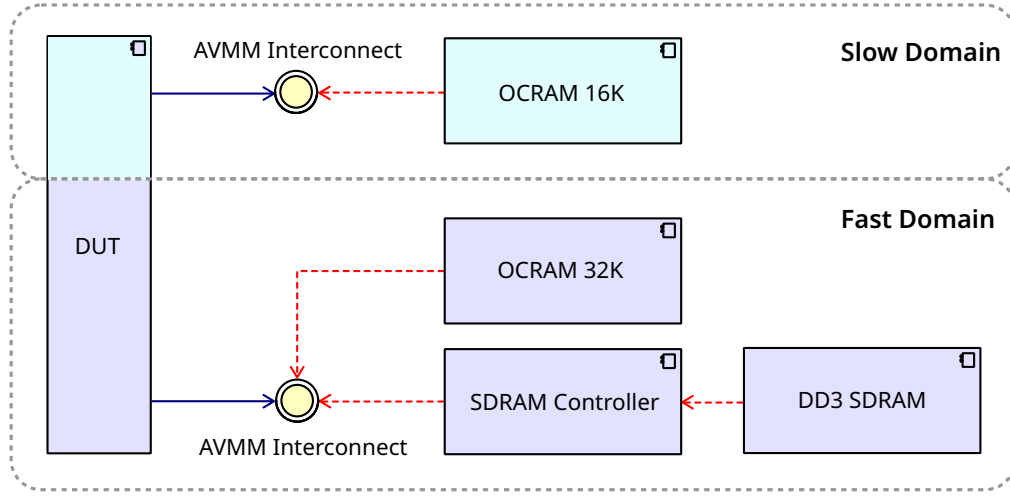 AVMM Interconnect
Slow Domain
OCRAM 16K
Fast Domain
DUT
OCRAM 32K
SDRAM Controller
DD3 SDRAM
AVMM Interconnect